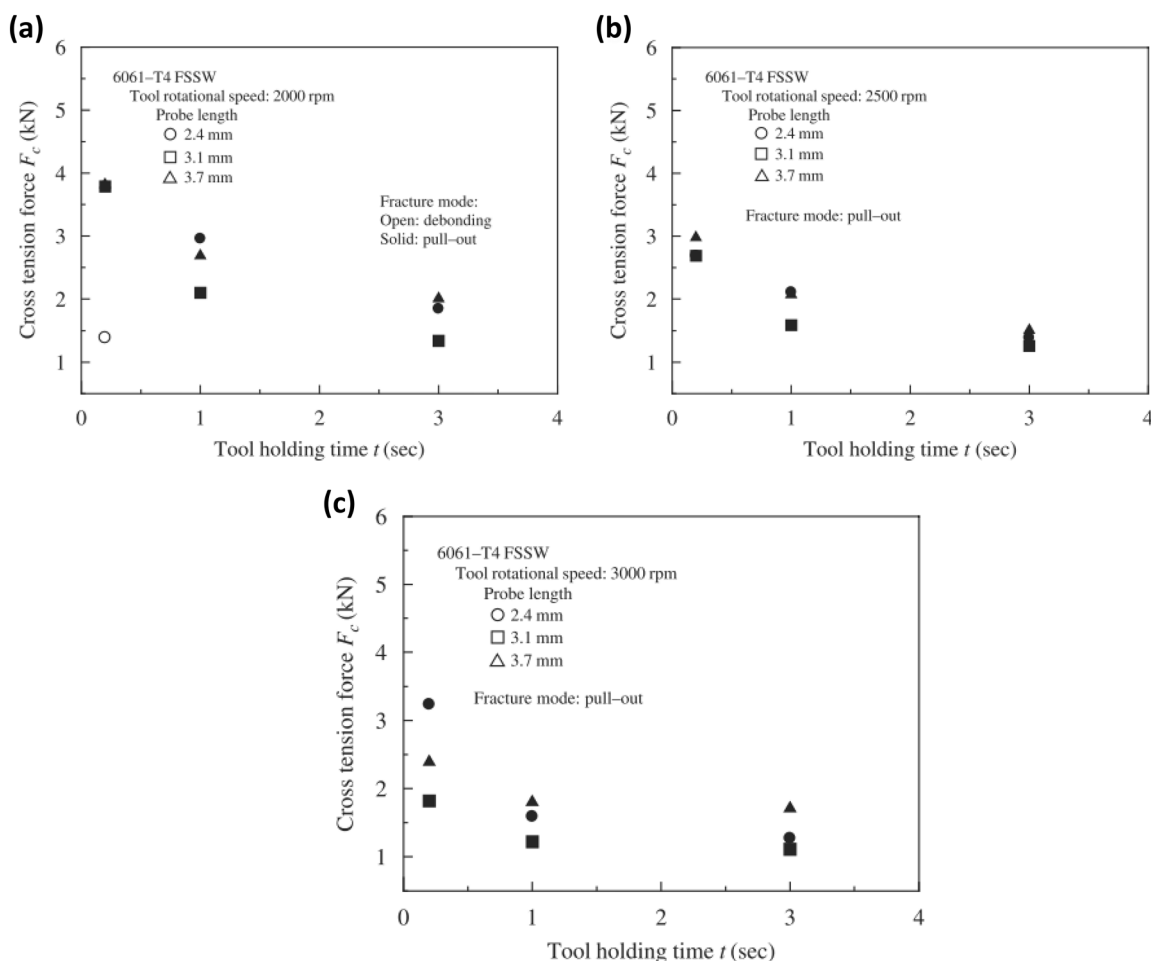 (a)
6
5
4
3
2
1
0
1
2
3
4
Cross tension force F_c (kN)
Tool holding time t (sec)
6061–T4 FSSW
Tool rotational speed: 2000 rpm
Probe length
2.4 mm
3.1 mm
3.7 mm
Fracture mode:
Open: debonding
Solid: pull–out
(b)
6
5
4
3
2
1
0
1
2
3
4
Cross tension force F_c (kN)
Tool holding time t (sec)
6061–T4 FSSW
Tool rotational speed: 2500 rpm
Probe length
2.4 mm
3.1 mm
3.7 mm
Fracture mode: pull–out
(c)
6
5
4
3
2
1
0
1
2
3
4
Cross tension force F_c (kN)
Tool holding time t (sec)
6061–T4 FSSW
Tool rotational speed: 3000 rpm
Probe length
2.4 mm
3.1 mm
3.7 mm
Fracture mode: pull–out